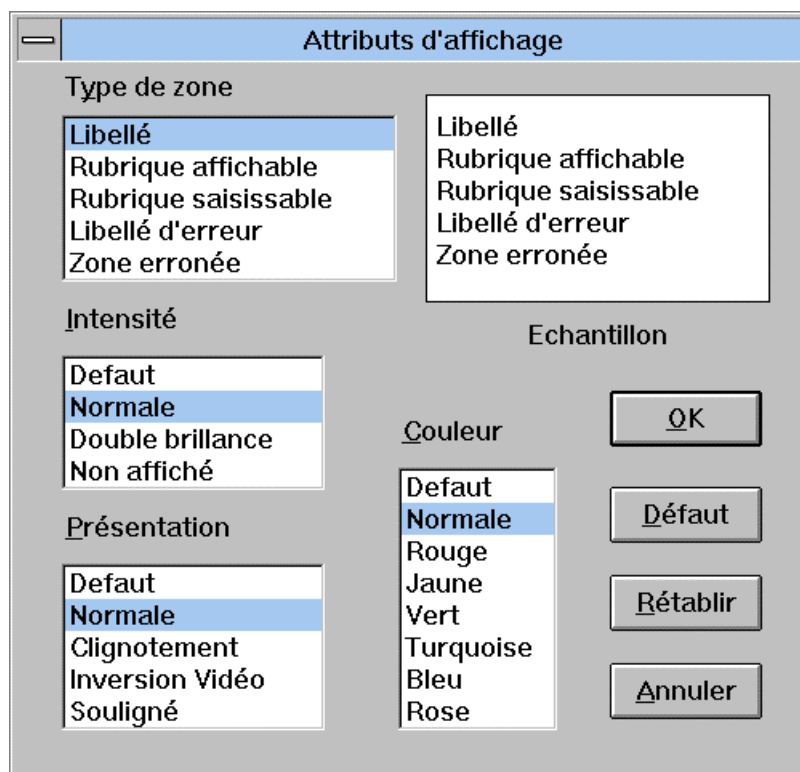 Attributs d'affichage
Type de zone
Libellé
Rubrique affichable
Rubrique saisissable
Libellé d'erreur
Zone erronée
Libellé
Rubrique affichable
Rubrique saisissable
Libellé d'erreur
Zone erronée
Echantillon
Intensité
Defaut
Normale
Double brillance
Non affiché
Présentation
Defaut
Normale
Clignotement
Inversion Vidéo
Souligné
Couleur
Defaut
Normale
Rouge
Jaune
Vert
Turquoise
Bleu
Rose
OK
Défaut
Rétablir
Annuler